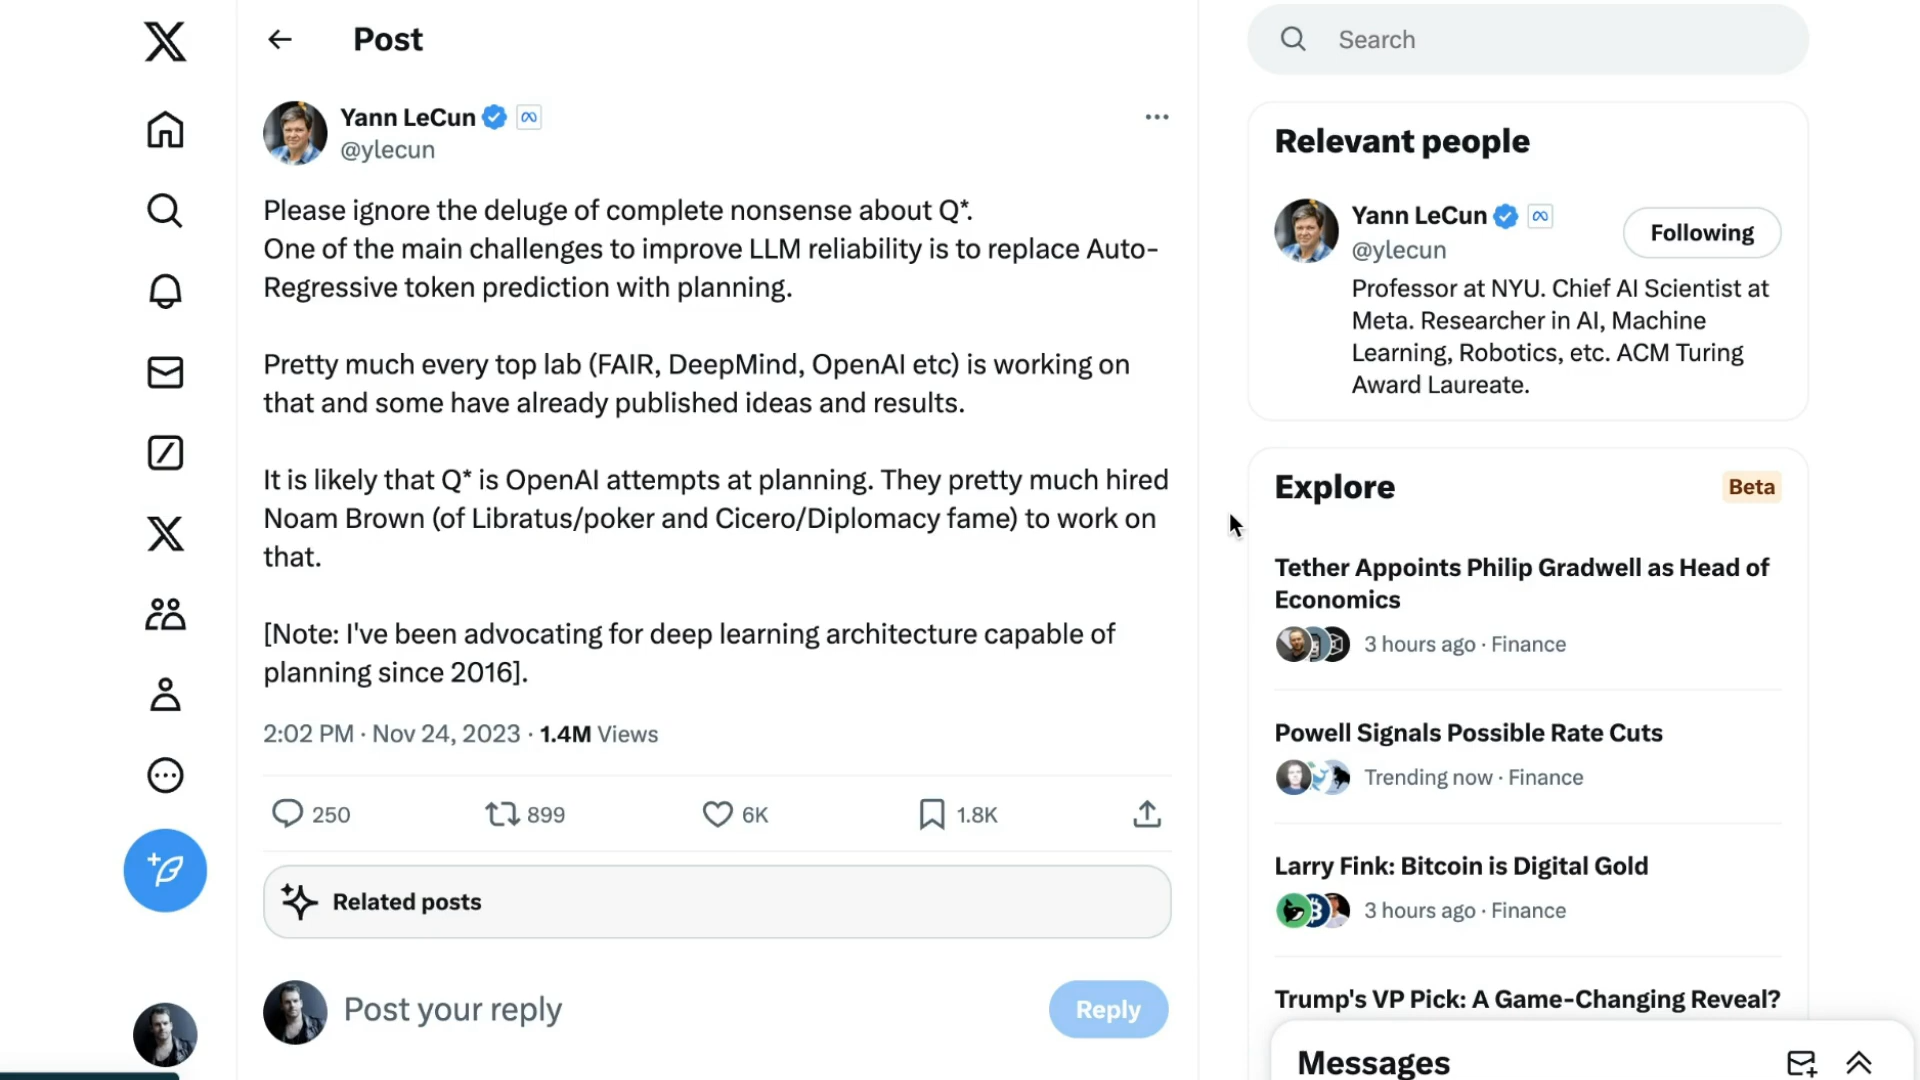 Post
Yann LeCun
@ylecun
Please ignore the deluge of complete nonsense about Q*.
One of the main challenges to improve LLM reliability is to replace Auto-
Regressive token prediction with planning.
Pretty much every top lab (FAIR, DeepMind, OpenAI etc) is working on
that and some have already published ideas and results.
It is likely that Q* is OpenAI attempts at planning. They pretty much hired
Noam Brown (of Libratus/poker and Cicero/Diplomacy fame) to work on
that.
[Note: I've been advocating for deep learning architecture capable of
planning since 2016].
2:02 PM · Nov 24, 2023 · 1.4M Views
250 899 6K 1.8K
Related posts
Post your reply
Reply
Search
Relevant people
Yann LeCun
@ylecun
Following
Professor at NYU. Chief AI Scientist at
Meta. Researcher in AI, Machine
Learning, Robotics, etc. ACM Turing
Award Laureate.
Explore
Beta
Tether Appoints Philip Gradwell as Head of
Economics
3 hours ago · Finance
Powell Signals Possible Rate Cuts
Trending now · Finance
Larry Fink: Bitcoin is Digital Gold
3 hours ago · Finance
Trump's VP Pick: A Game-Changing Reveal?
Messages